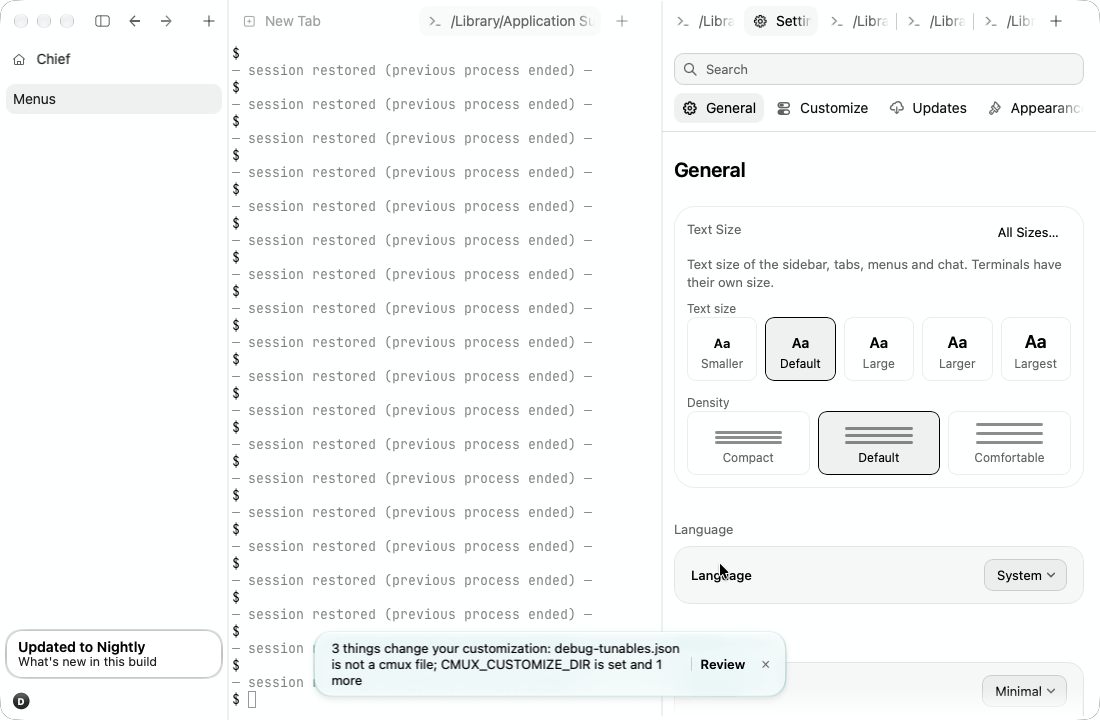 New Tab
/Library/Application Su
/Libra
Settin
/Libra
/Libra
/Libr
Chief
Menus
$
— session restored (previous process ended) —
$
— session restored (previous process ended) —
$
— session restored (previous process ended) —
$
— session restored (previous process ended) —
$
— session restored (previous process ended) —
$
— session restored (previous process ended) —
$
— session restored (previous process ended) —
$
— session restored (previous process ended) —
$
— session restored (previous process ended) —
$
— session restored (previous process ended) —
$
— session restored (previous process ended) —
$
— session restored (previous process ended) —
$
— session restored (previous process ended) —
$
— session restored (previous process ended) —
$
— session restored (previous process ended) —
$
— session restored (previous process ended) —
$
— session restored (previous process ended) —
$
— session
$
— session
$
Search
General
Customize
Updates
Appearanc
General
Text Size
All Sizes...
Text size of the sidebar, tabs, menus and chat. Terminals have
their own size.
Text size
Aa Aa Aa Aa Aa
Smaller Default Large Larger Largest
Density
Compact Default Comfortable
Language
Language
System
Minimal
Updated to Nightly
What's new in this build
D
3 things change your customization: debug-tunables.json
is not a cmux file; CMUX_CUSTOMIZE_DIR is set and 1
more
Review